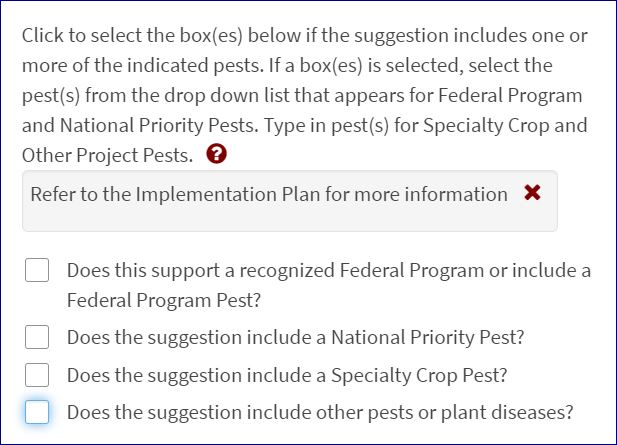 Click to select the box(es) below if the suggestion includes one or
more of the indicated pests. If a box(es) is selected, select the
pest(s) from the drop down list that appears for Federal Program
and National Priority Pests. Type in pest(s) for Specialty Crop and
Other Project Pests. ?
Refer to the Implementation Plan for more information
Does this support a recognized Federal Program or include a
Federal Program Pest?
Does the suggestion include a National Priority Pest?
Does the suggestion include a Specialty Crop Pest?
Does the suggestion include other pests or plant diseases?